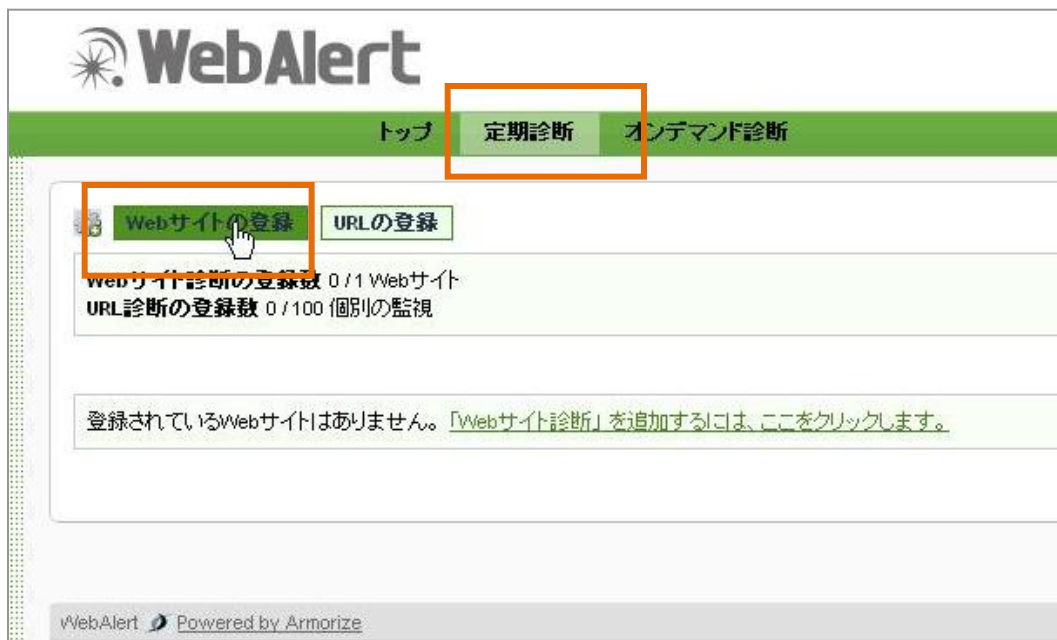 WebAlert
トップ 定期診断 オンデマンド診断
Webサイトの登録 URLの登録
Webサイト診断の登録数 0 / 1 Webサイト
URL診断の登録数 0 / 100 個別の監視
登録されているWebサイトはありません。「Webサイト診断」を追加するには、ここをクリックします。
WebAlert Powered by Armorize